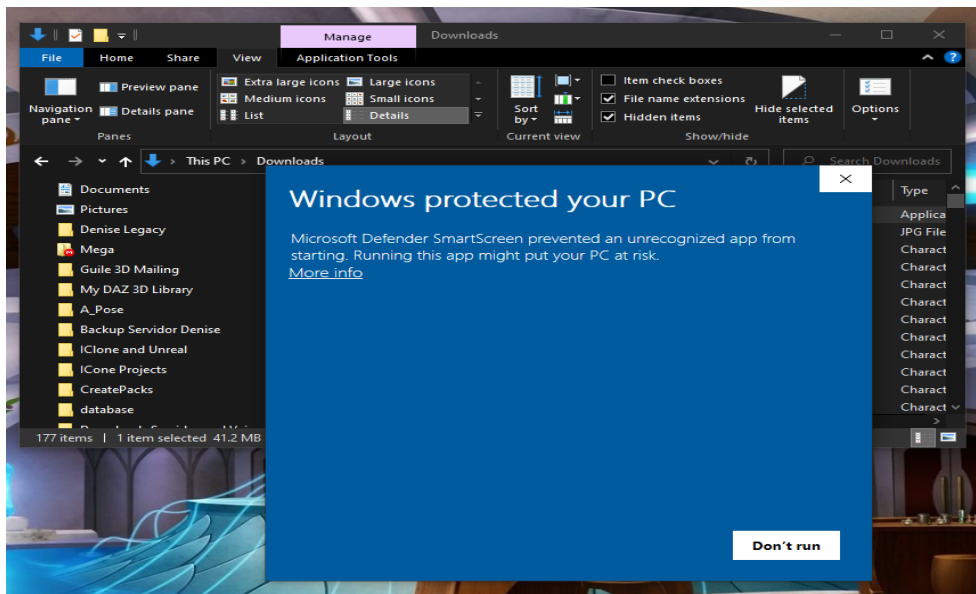 Manage
Downloads
File
Home
Share
View
Application Tools
Navigation pane
Preview pane
Details pane
Panes
Extra large icons
Large icons
Medium icons
Small icons
List
Details
Layout
Sort by
Current view
Item check boxes
File name extensions
Hidden items
Hide selected items
Show/hide
Options
This PC > Downloads
Search Downloads
Documents
Pictures
Denise Legacy
Mega
Guile 3D Mailing
My DAZ 3D Library
A_Pose
Backup Servidor Denise
IClone and Unreal
ICone Projects
CreatePacks
database
Type
Applica
JPG File
Charact
Charact
Charact
Charact
Charact
Charact
Charact
Charact
Charact
Charact
Windows protected your PC
Microsoft Defender SmartScreen prevented an unrecognized app from
starting. Running this app might put your PC at risk.
More info
Don't run
177 items
1 item selected 41.2 MB